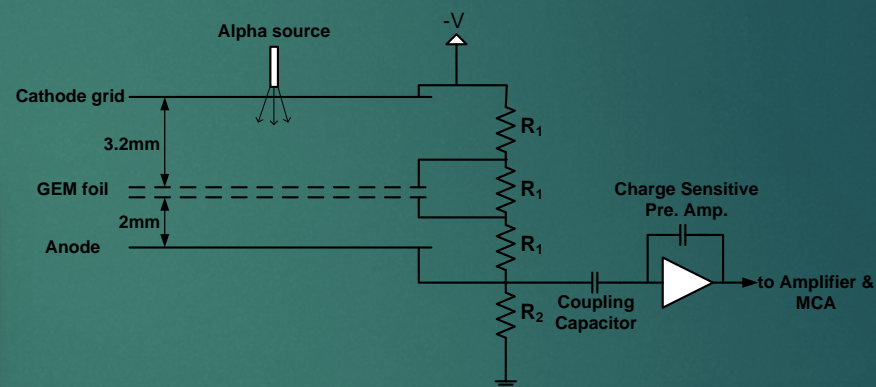 Alpha source
-V
Cathode grid
R1
3.2mm
GEM foil
R1
Charge Sensitive
Pre. Amp.
2mm
Anode
R1
to Amplifier &
MCA
Coupling
Capacitor
R2